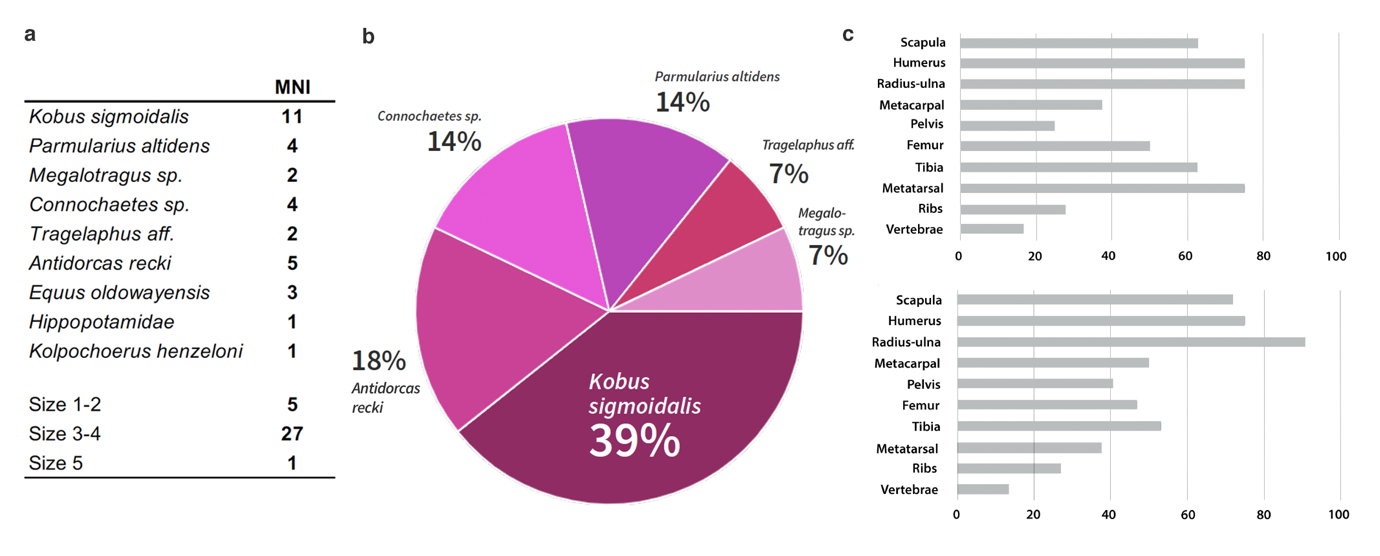 a
MNI
Kobus sigmoidalis 11
Parmularius altidens 4
Megalotragus sp. 2
Connochaetes sp. 4
Tragelaphus aff. 2
Antidorcas recki 5
Equus oldowayensis 3
Hippopotamidae 1
Kolpochoerus henzeloni 1
Size 1-2 5
Size 3-4 27
Size 5 1
b
Parmularius altidens
14%
Connochaetes sp.
14%
Tragelaphus aff.
7%
Megalo-
tragus sp.
7%
18%
Antidorcas
recki
Kobus
sigmoidalis
39%
c
Scapula
Humerus
Radius-ulna
Metacarpal
Pelvis
Femur
Tibia
Metatarsal
Ribs
Vertebrae
0 20 40 60 80 100
Scapula
Humerus
Radius-ulna
Metacarpal
Pelvis
Femur
Tibia
Metatarsal
Ribs
Vertebrae
0 20 40 60 80 100